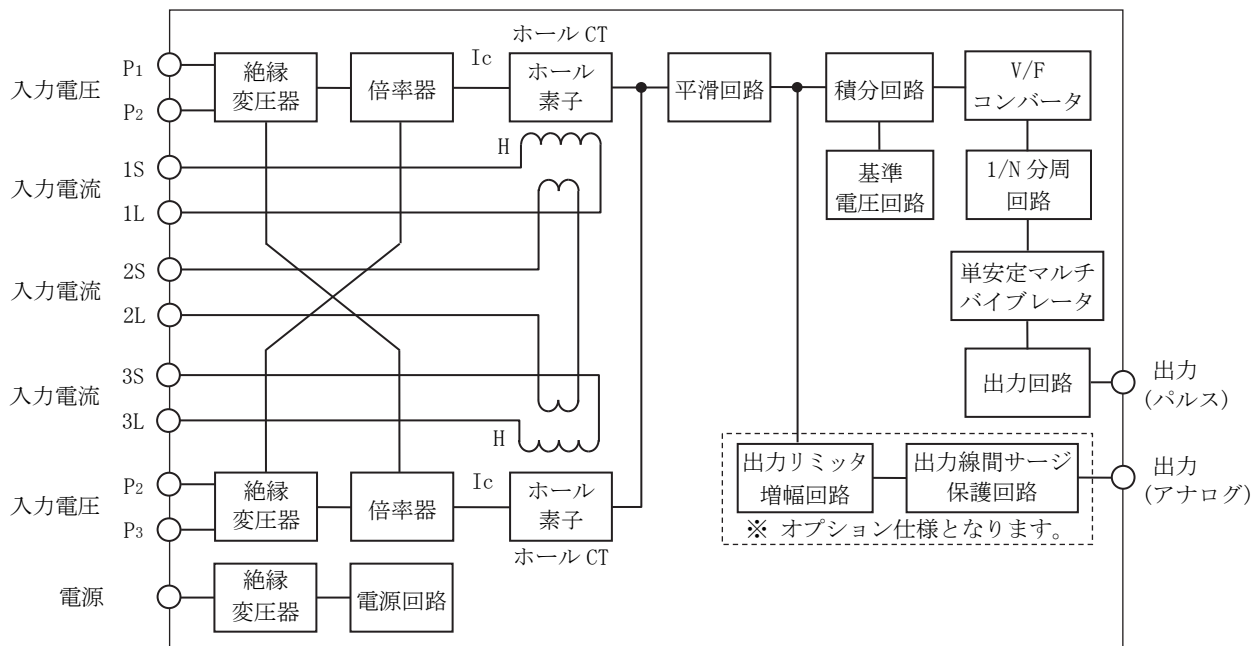 ホール CT
入力電圧
P1
P2
絶縁
変圧器
倍率器
Ic
ホール
素子
平滑回路
積分回路
V/F
コンバータ
基準
電圧回路
1/N 分周
回路
単安定マルチ
バイブレータ
出力回路
出力
(パルス)
入力電流
1S
1L
H
入力電流
2S
2L
入力電流
3S
3L
H
入力電圧
P2
P3
絶縁
変圧器
倍率器
Ic
ホール
素子
ホール CT
出力リミッタ
増幅回路
出力線間サージ
保護回路
※ オプション仕様となります。
出力
(アナログ)
電源
絶縁
変圧器
電源回路